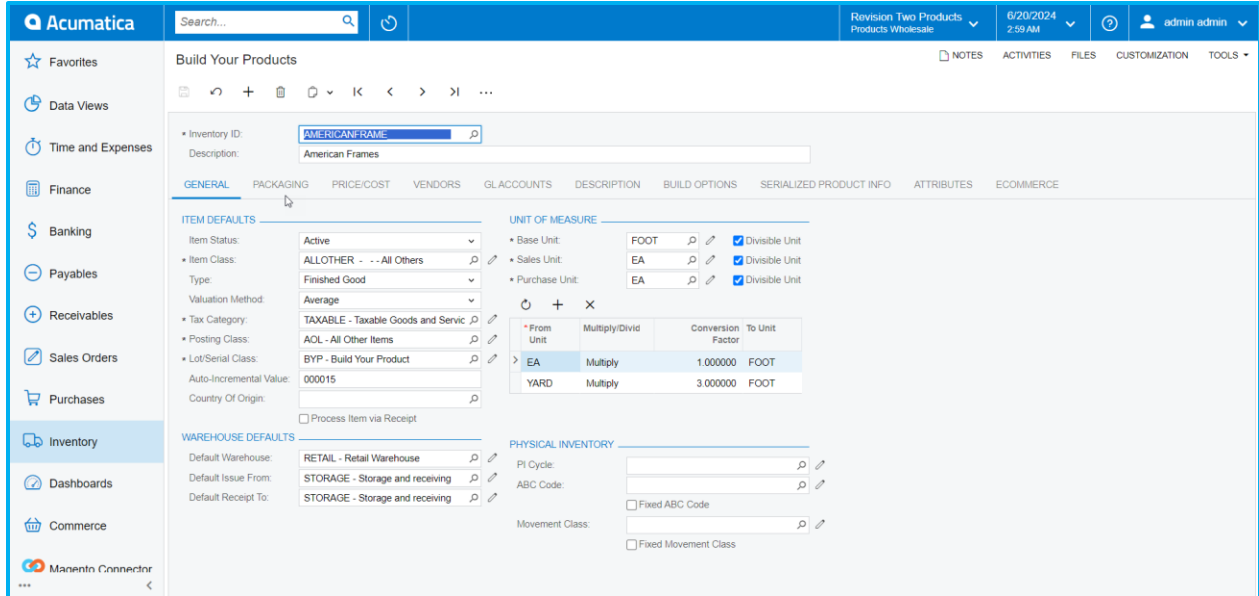 Acumatica
Search...
Revision Two Products
Products Wholesale
6/20/2024
2:59 AM
admin admin
Favorites
Data Views
Time and Expenses
Finance
Banking
Payables
Receivables
Sales Orders
Purchases
Inventory
Dashboards
Commerce
Magento Connector
Build Your Products
NOTES ACTIVITIES FILES CUSTOMIZATION TOOLS
* Inventory ID: AMERICANFRAME
Description: American Frames
GENERAL PACKAGING PRICE/COST VENDORS GL ACCOUNTS DESCRIPTION BUILD OPTIONS SERIALIZED PRODUCT INFO ATTRIBUTES ECOMMERCE
ITEM DEFAULTS
Item Status: Active
* Item Class: ALLOTHER - - - All Others
Type: Finished Good
Valuation Method: Average
* Tax Category: TAXABLE - Taxable Goods and Servic
* Posting Class: AOL - All Other Items
* Lot/Serial Class: BYP - Build Your Product
Auto-Incremental Value: 000015
Country Of Origin:
Process Item via Receipt
WAREHOUSE DEFAULTS
Default Warehouse: RETAIL - Retail Warehouse
Default Issue From: STORAGE - Storage and receiving
Default Receipt To: STORAGE - Storage and receiving
UNIT OF MEASURE
* Base Unit: FOOT Divisible Unit
* Sales Unit: EA Divisible Unit
* Purchase Unit: EA Divisible Unit
* From Unit Multiply/Divid Conversion Factor To Unit
EA Multiply 1.000000 FOOT
YARD Multiply 3.000000 FOOT
PHYSICAL INVENTORY
PI Cycle:
ABC Code:
Fixed ABC Code
Movement Class:
Fixed Movement Class